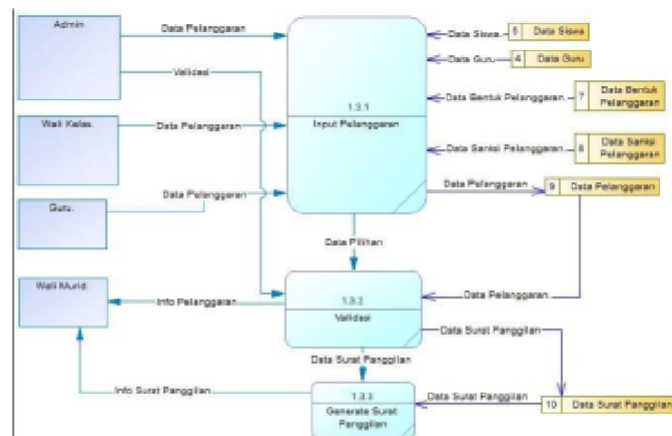 Admin
Data Pelanggaran
Validasi
5 Data Siswa
Data Siswa
4 Data Guru
Data Guru
7 Data Bentuk
Pelanggaran
Data Bentuk Pelanggaran
1.3.1
Input Pelanggaran
Wali Kelas.
Data Pelanggaran
8 Data Sanksi
Pelanggaran
Data Sanksi Pelanggaran
Guru.
Data Pelanggaran
Data Pelanggaran
9 Data Pelanggaran
Data Pilihan
Wali Murid.
Info Pelanggaran
1.3.2
Validasi
Data Pelanggaran
Data Surat Panggilan
Data Surat Panggilan
Info Surat Panggilan
1.3.3
Generate Surat
Panggilan
Data Surat Panggilan
10 Data Surat Panggilan